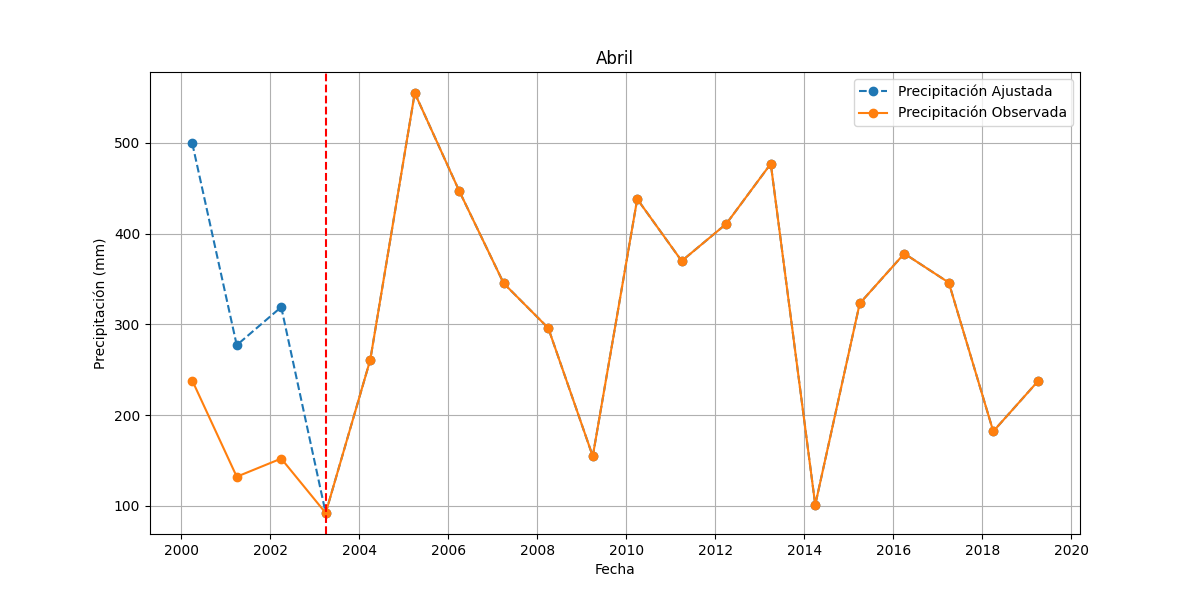 Abril
Precipitación Ajustada
Precipitación Observada
Precipitación (mm)
500
400
300
200
100
2000 2002 2004 2006 2008 2010 2012 2014 2016 2018 2020
Fecha